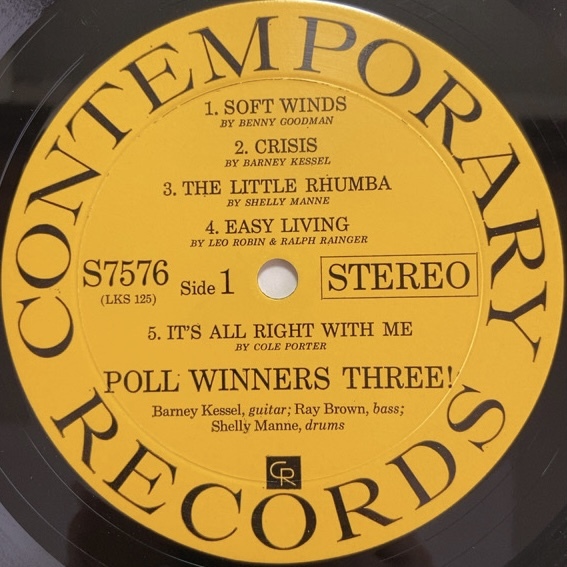 CONTEMPORARY
1. SOFT WINDS
BY BENNY GOODMAN
2. CRISIS
BY BARNEY KESSEL
3. THE LITTLE RHUMBA
BY SHELLY MANNE
4. EASY LIVING
BY LEO ROBIN & RALPH RAINGER
S7576
(LKS 125)
Side 1
STEREO
5. IT'S ALL RIGHT WITH ME
BY COLE PORTER
POLL WINNERS THREE!
Barney Kessel, guitar; Ray Brown, bass;
Shelly Manne, drums
CR
RECORDS